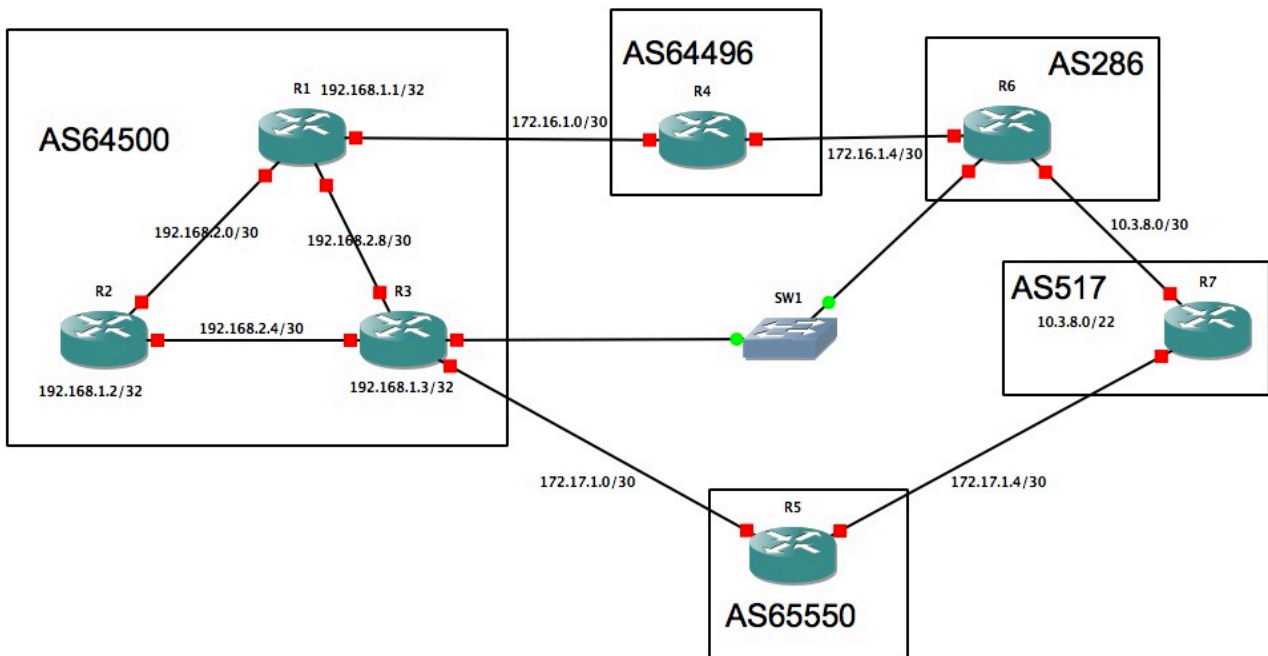 AS64500
R1
192.168.1.1/32
192.168.2.0/30
192.168.2.8/30
R2
192.168.2.4/30
R3
192.168.1.2/32
192.168.1.3/32
172.16.1.0/30
AS64496
R4
172.16.1.4/30
AS286
R6
10.3.8.0/30
SW1
AS517
R7
10.3.8.0/22
172.17.1.0/30
172.17.1.4/30
R5
AS65550